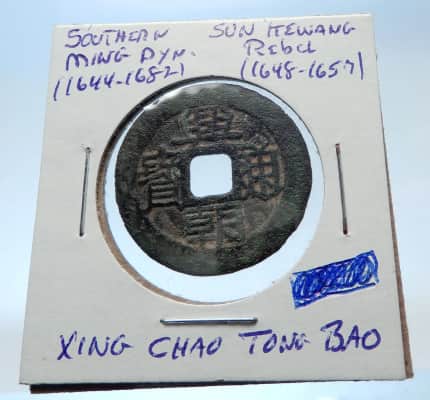 SOUTHERN
MING DYN.
(1644-1682)
SUN KEWANG
REBEL
(1648-1657)
興朝通寶
XING CHAO TONG BAO